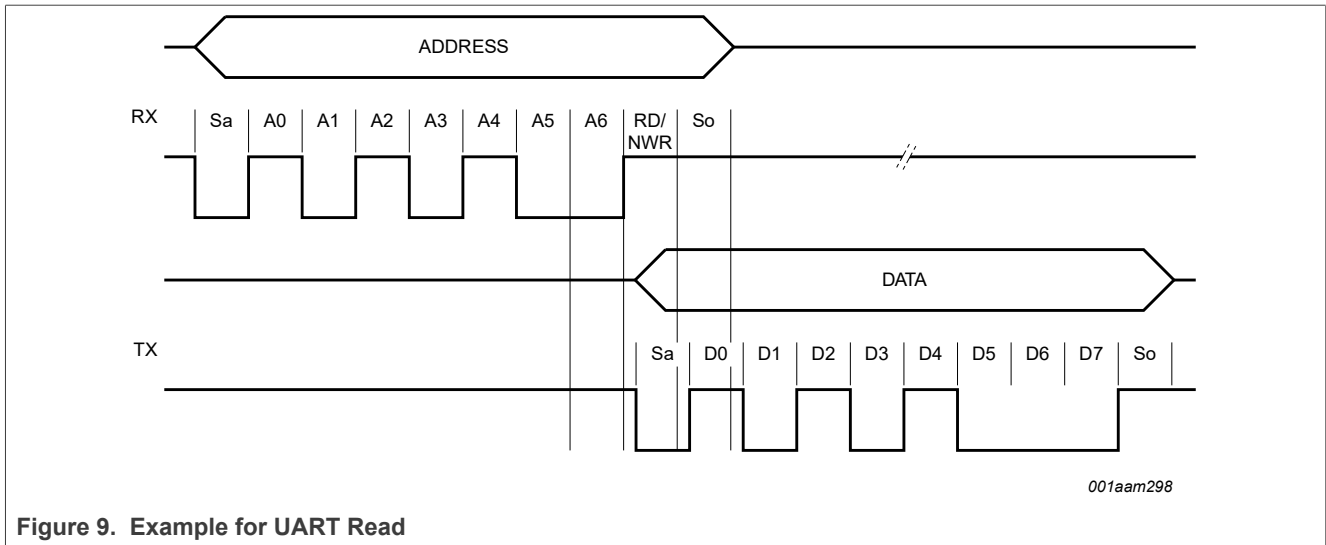 ADDRESS
RX Sa A0 A1 A2 A3 A4 A5 A6 RD/ So
NWR
DATA
TX Sa D0 D1 D2 D3 D4 D5 D6 D7 So
001aam298
Figure 9. Example for UART Read